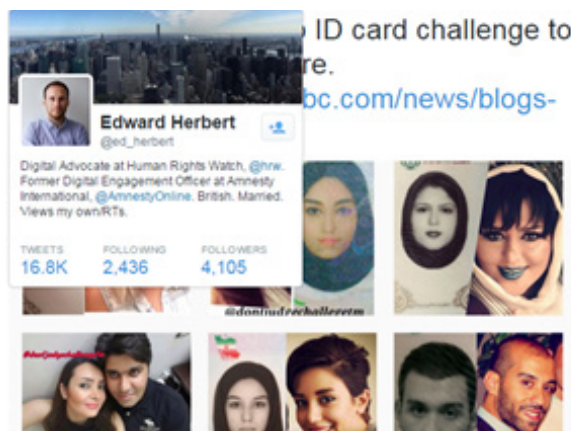 ID card challenge to
re.
bc.com/news/blogs-
Edward Herbert
@ed_herbert
Digital Advocate at Human Rights Watch, @hrw.
Former Digital Engagement Officer at Amnesty
International, @AmnestyOnline. British. Married.
Views my own/RTs.
TWEETS FOLLOWING FOLLOWERS
16.8K 2,436 4,105